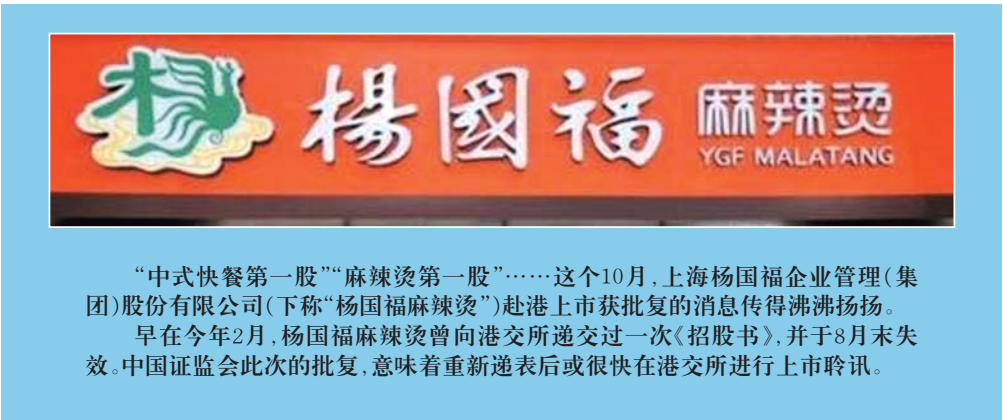 楊國福
麻辣烫
YGF MALATANG
“中式快餐第一股”“麻辣烫第一股”……这个10月,上海杨国福企业管理(集
团)股份有限公司(下称“杨国福麻辣烫”)赴港上市获批复的消息传得沸沸扬扬。
早在今年2月,杨国福麻辣烫曾向港交所递交过一次《招股书》,并于8月末失
效。中国证监会此次的批复,意味着重新递表后或很快在港交所进行上市聆讯。